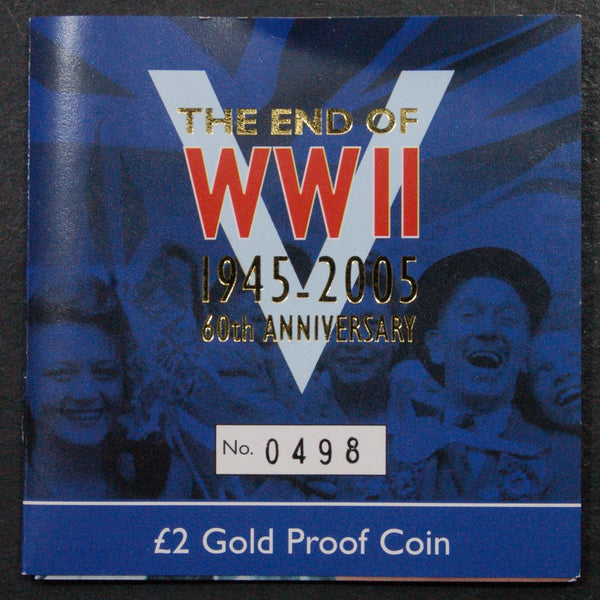 THE END OF
WWII
1945-2005
60th ANNIVERSARY
No. 0498
£2 Gold Proof Coin